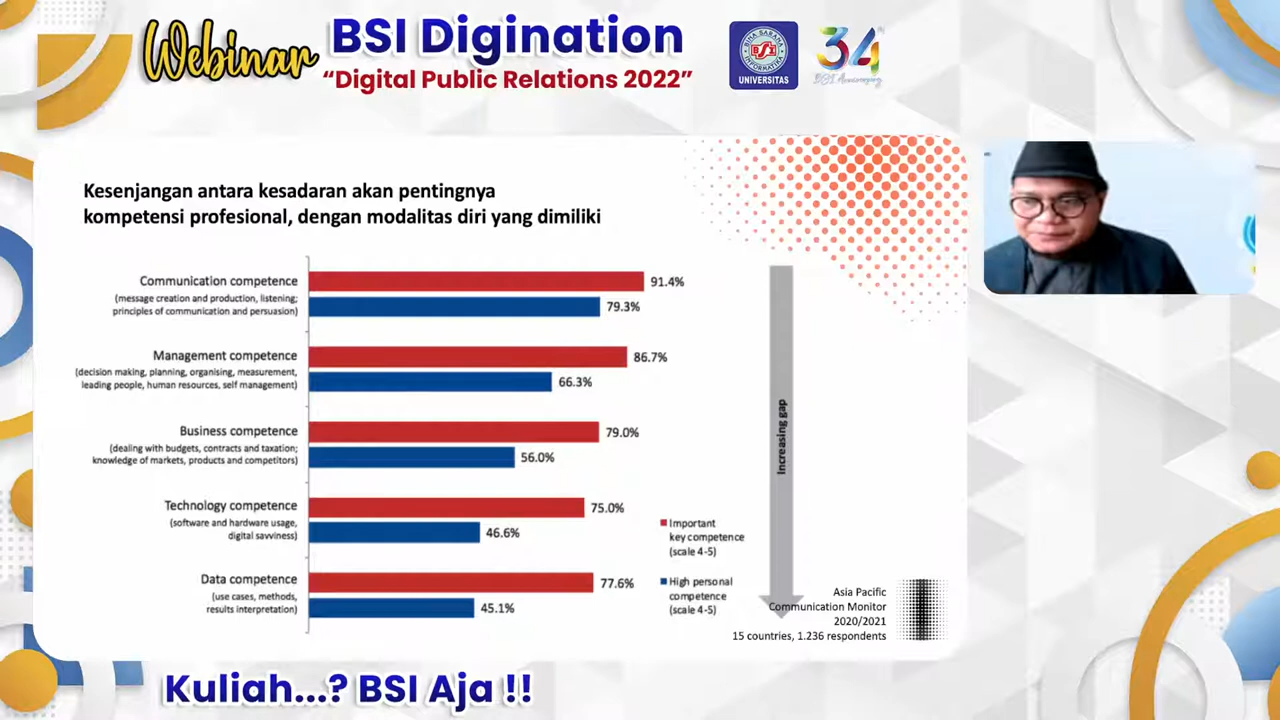 Webinar
BSI Digination
“Digital Public Relations 2022”
BSI
UNIVERSITAS
34
BSI Anniversary
Kesenjangan antara kesadaran akan pentingnya
kompetensi profesional, dengan modalitas diri yang dimiliki
Communication competence
(message creation and production, listening;
principles of communication and persuasion)
91.4%
79.3%
Management competence
(decision making, planning, organising, measurement,
leading people, human resources, self management)
86.7%
66.3%
Business competence
(dealing with budgets, contracts and taxation;
knowledge of markets, products and competitors)
79.0%
56.0%
Technology competence
(software and hardware usage,
digital savviness)
75.0%
46.6%
Data competence
(use cases, methods,
results interpretation)
77.6%
45.1%
Important
key competence
(scale 4-5)
High personal
competence
(scale 4-5)
Increasing gap
Asia Pacific
Communication Monitor
2020/2021
15 countries, 1.236 respondents
Kuliah...? BSI Aja !!